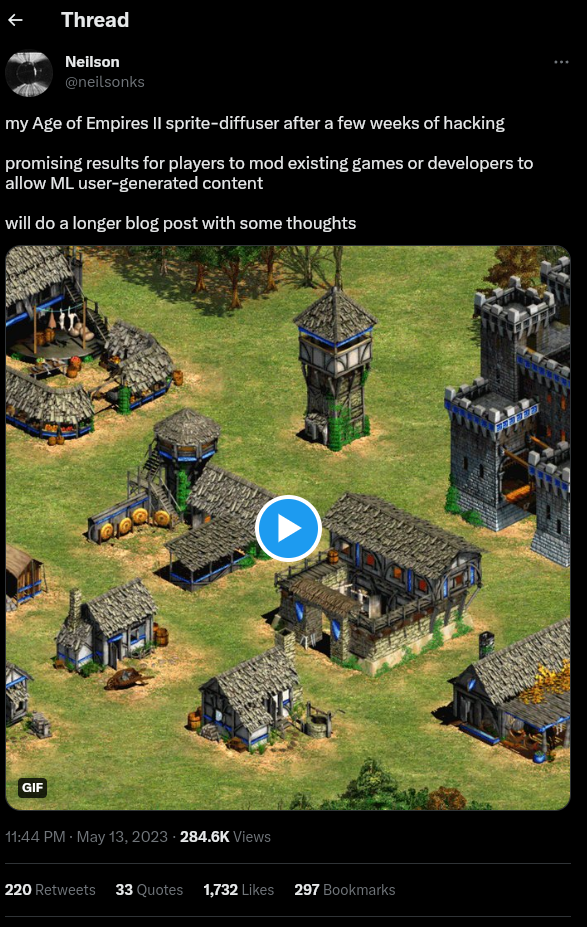 Thread
Neilson
@neilsonks
my Age of Empires II sprite-diffuser after a few weeks of hacking
promising results for players to mod existing games or developers to
allow ML user-generated content
will do a longer blog post with some thoughts
GIF
11:44 PM · May 13, 2023 · 284.6K Views
220 Retweets 33 Quotes 1,732 Likes 297 Bookmarks